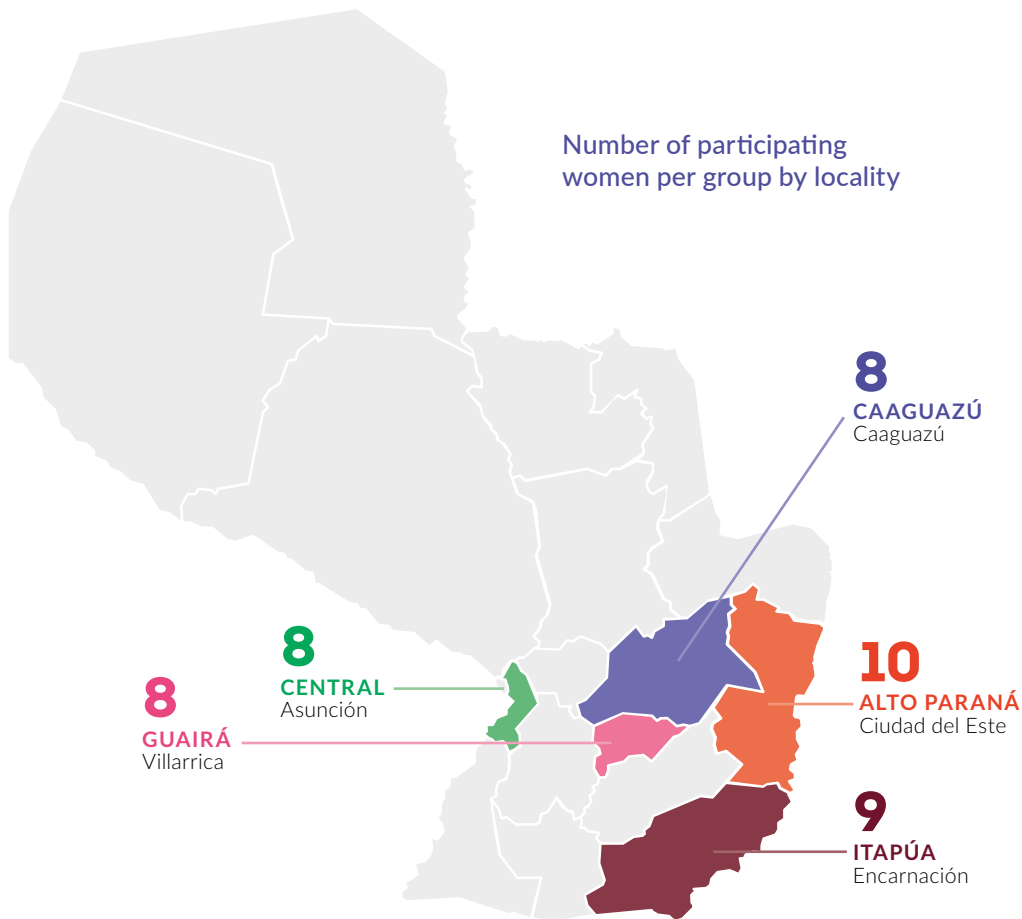 Number of participating
women per group by locality
8
CAAGUAZÚ
Caaguazú
8
CENTRAL
Asunción
8
GUAIRÁ
Villarrica
10
ALTO PARANÁ
Ciudad del Este
9
ITAPÚA
Encarnación